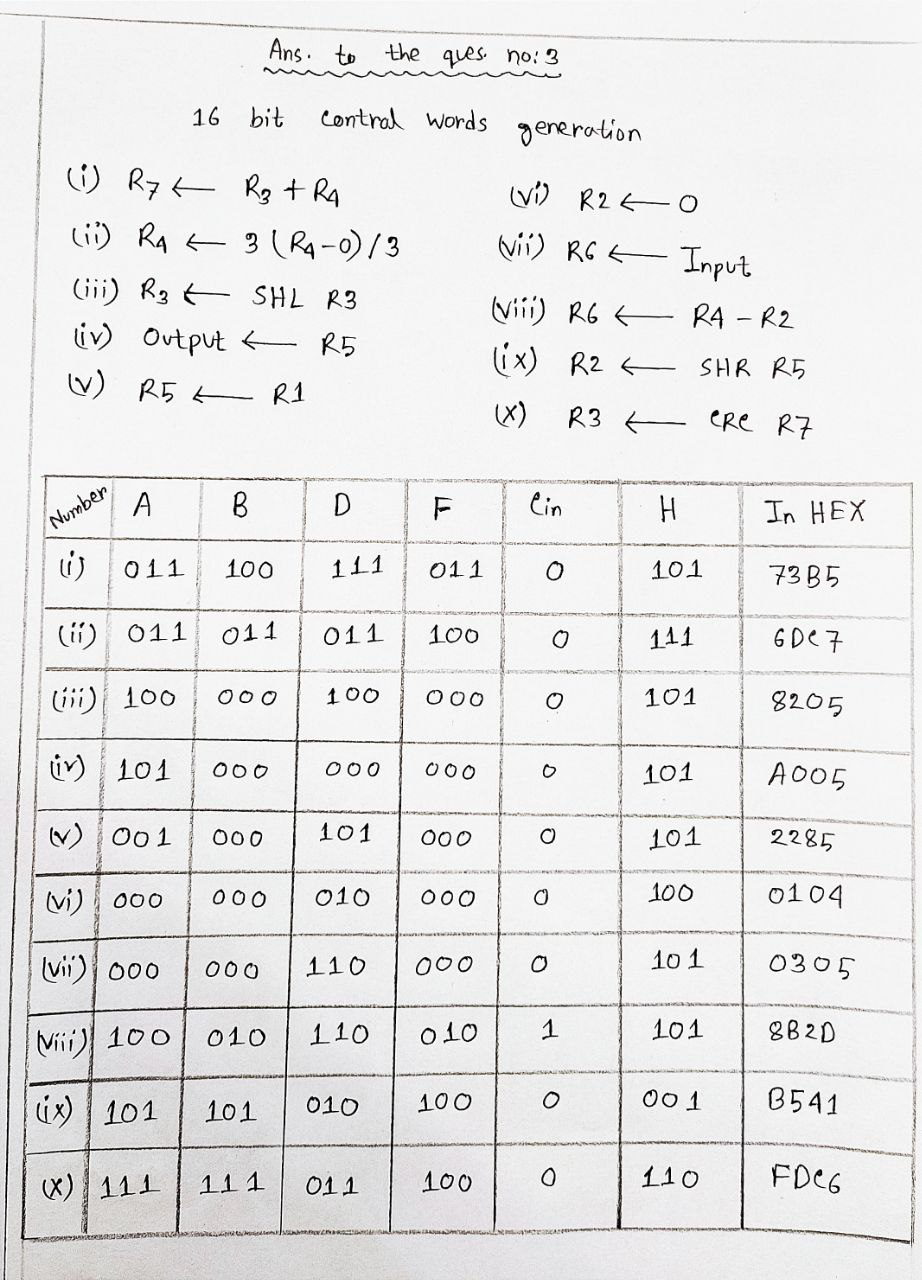 Ans. to the ques. no: 3
16 bit control words generation
(i) R7 ← R3 + R4
(ii) R4 ← 3 (R4-0)/3
(iii) R3 ← SHL R3
(iv) Output ← R5
(v) R5 ← R1
(vi) R2 ← 0
(vii) R6 ← Input
(viii) R6 ← R4 - R2
(ix) R2 ← SHR R5
(x) R3 ← CRC R7
Number A B D F Cin H In HEX
(i) 011 100 111 011 0 101 73B5
(ii) 011 011 011 100 0 111 6DC7
(iii) 100 000 100 000 0 101 8205
(iv) 101 000 000 000 0 101 A005
(v) 001 000 101 000 0 101 2285
(vi) 000 000 010 000 0 100 0104
(vii) 000 000 110 000 0 101 0305
(viii) 100 010 110 010 1 101 8B2D
(ix) 101 101 010 100 0 001 B541
(x) 111 111 011 100 0 110 FDC6